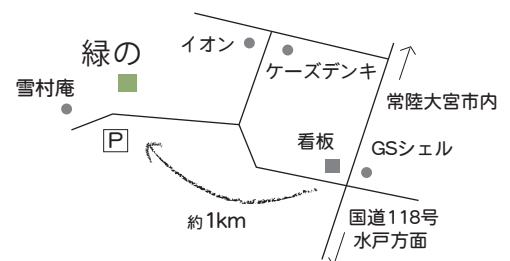 緑の
イオン
ケーズデンキ
雪村庵
常陸大宮市内
P
看板
GSシェル
約1km
国道118号
水戸方面